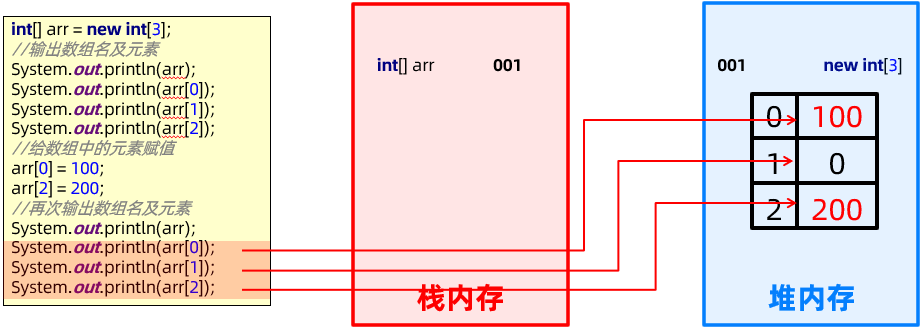 int[] arr = new int[3];
//输出数组名及元素
System.out.println(arr);
System.out.println(arr[0]);
System.out.println(arr[1]);
System.out.println(arr[2]);
//给数组中的元素赋值
arr[0] = 100;
arr[2] = 200;
//再次输出数组名及元素
System.out.println(arr);
System.out.println(arr[0]);
System.out.println(arr[1]);
System.out.println(arr[2]);
int[] arr 001
栈内存
001 new int[3]
0 100
1 0
2 200
堆内存